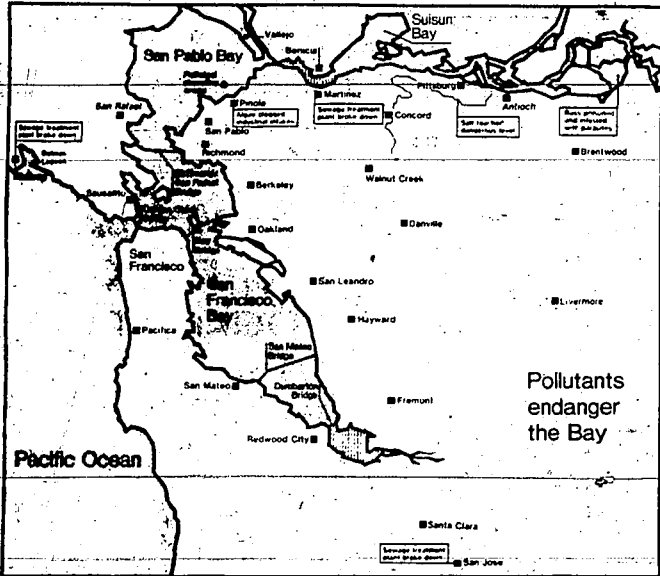 Suisun
Bay
Vallejo
San Pablo Bay
Benicia
Pittsburg
Martinez
Antioch
San Rafael
Pinole
Sewage treatment
plant broke down
Concord
San Pablo
Sewage treatment
plant broke down
Richmond
Brentwood
Walnut Creek
Berkeley
Sausalito
Danville
Oakland
San
Francisco
San Leandro
San
Francisco
Bay
Livermore
Hayward
Pacifica
San Mateo
Bridge
San Mateo
Dumbarton
Bridge
Pollutants
endanger
the Bay
Fremont
Redwood City
Pacific Ocean
Santa Clara
Sewage treatment
plant broke down
San Jose